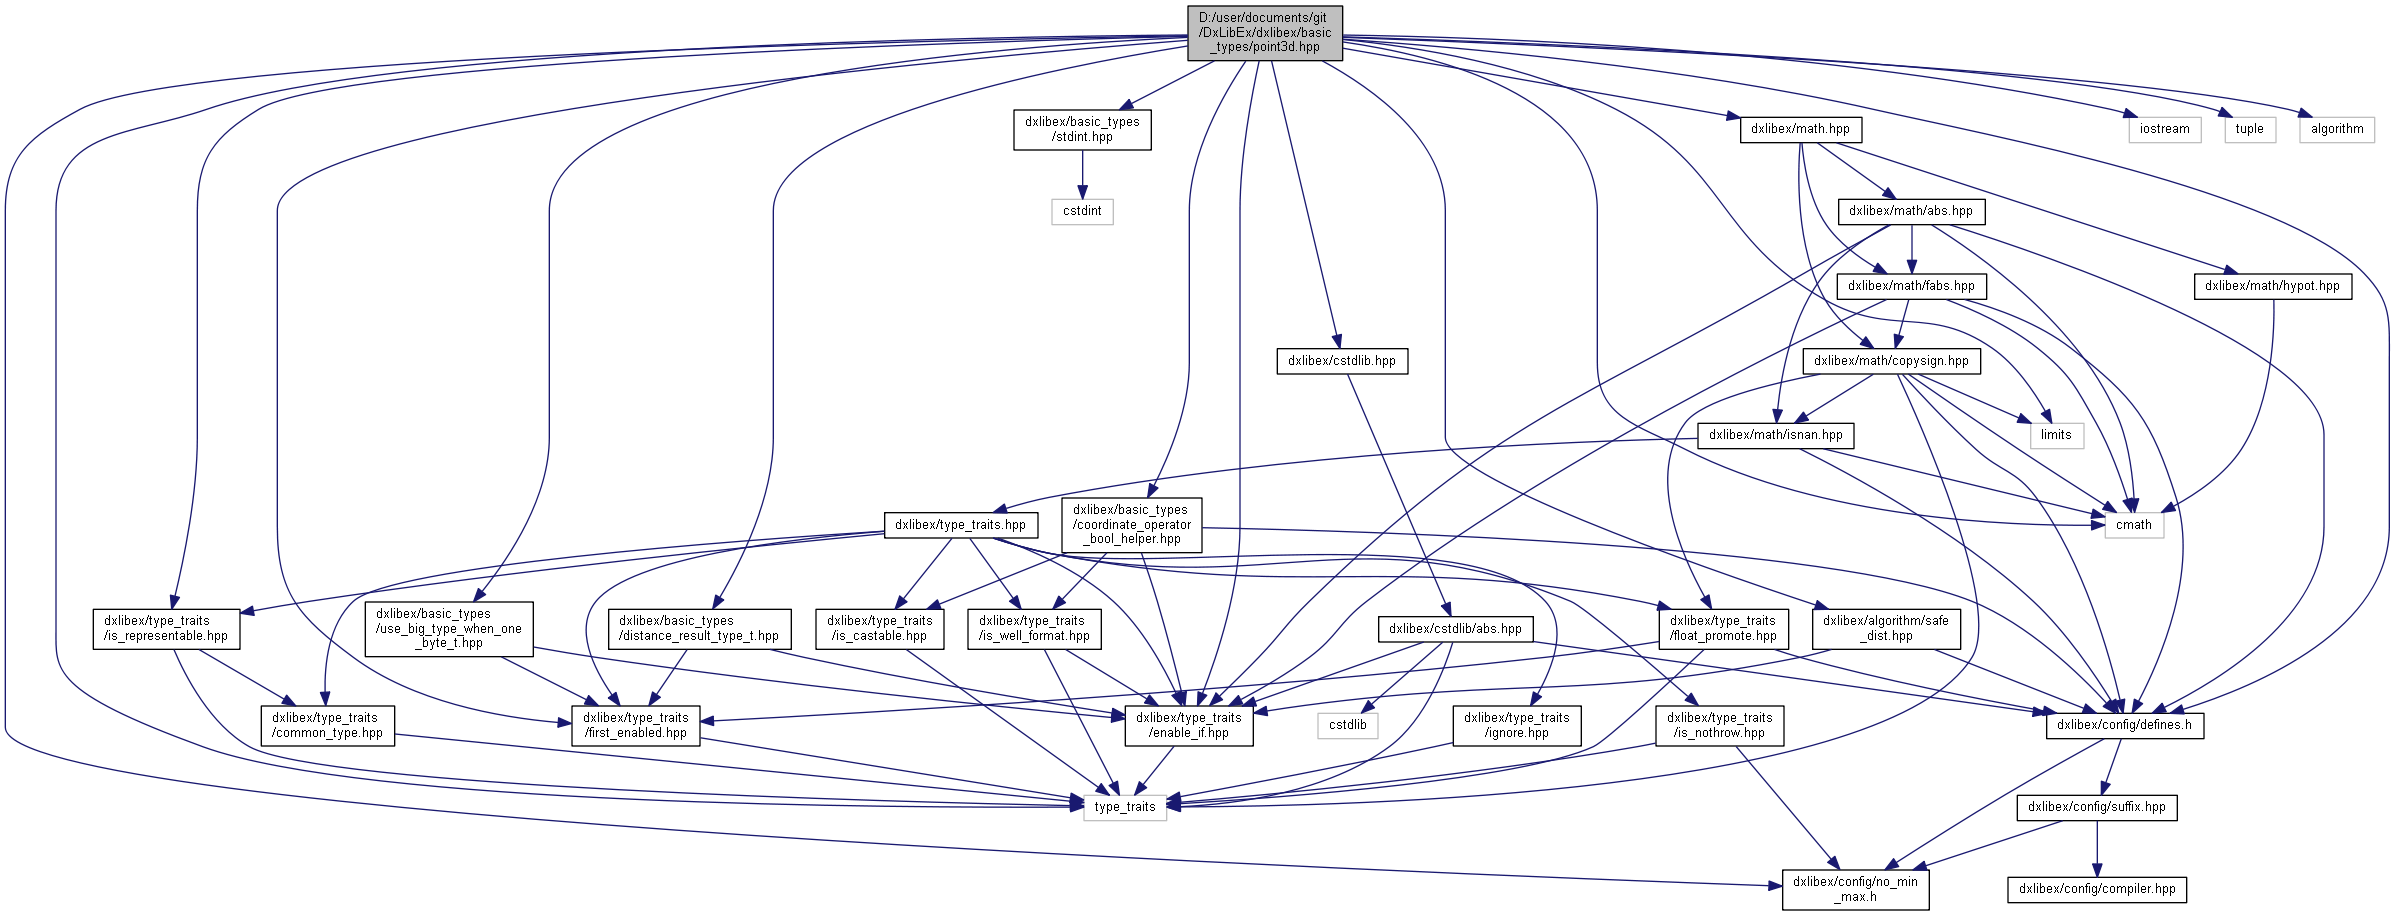 D:/user/documents/git
/DxLibEx/dxlibex/basic
_types/point3d.hpp
dxlibex/basic_types
/stdint.hpp
dxlibex/math.hpp
iostream
tuple
algorithm
cstdint
dxlibex/math/abs.hpp
dxlibex/math/fabs.hpp
dxlibex/math/hypot.hpp
dxlibex/cstdlib.hpp
dxlibex/math/copysign.hpp
dxlibex/math/isnan.hpp
limits
dxlibex/type_traits.hpp
dxlibex/basic_types
/coordinate_operator
_bool_helper.hpp
cmath
dxlibex/type_traits
/is_representable.hpp
dxlibex/basic_types
/use_big_type_when_one
_byte_t.hpp
dxlibex/basic_types
/distance_result_type_t.hpp
dxlibex/type_traits
/is_castable.hpp
dxlibex/type_traits
/is_well_format.hpp
dxlibex/cstdlib/abs.hpp
dxlibex/type_traits
/float_promote.hpp
dxlibex/algorithm/safe
_dist.hpp
dxlibex/type_traits
/common_type.hpp
dxlibex/type_traits
/first_enabled.hpp
dxlibex/type_traits
/enable_if.hpp
cstdlib
dxlibex/type_traits
/ignore.hpp
dxlibex/type_traits
/is_nothrow.hpp
dxlibex/config/defines.h
type_traits
dxlibex/config/suffix.hpp
dxlibex/config/no_min
_max.h
dxlibex/config/compiler.hpp